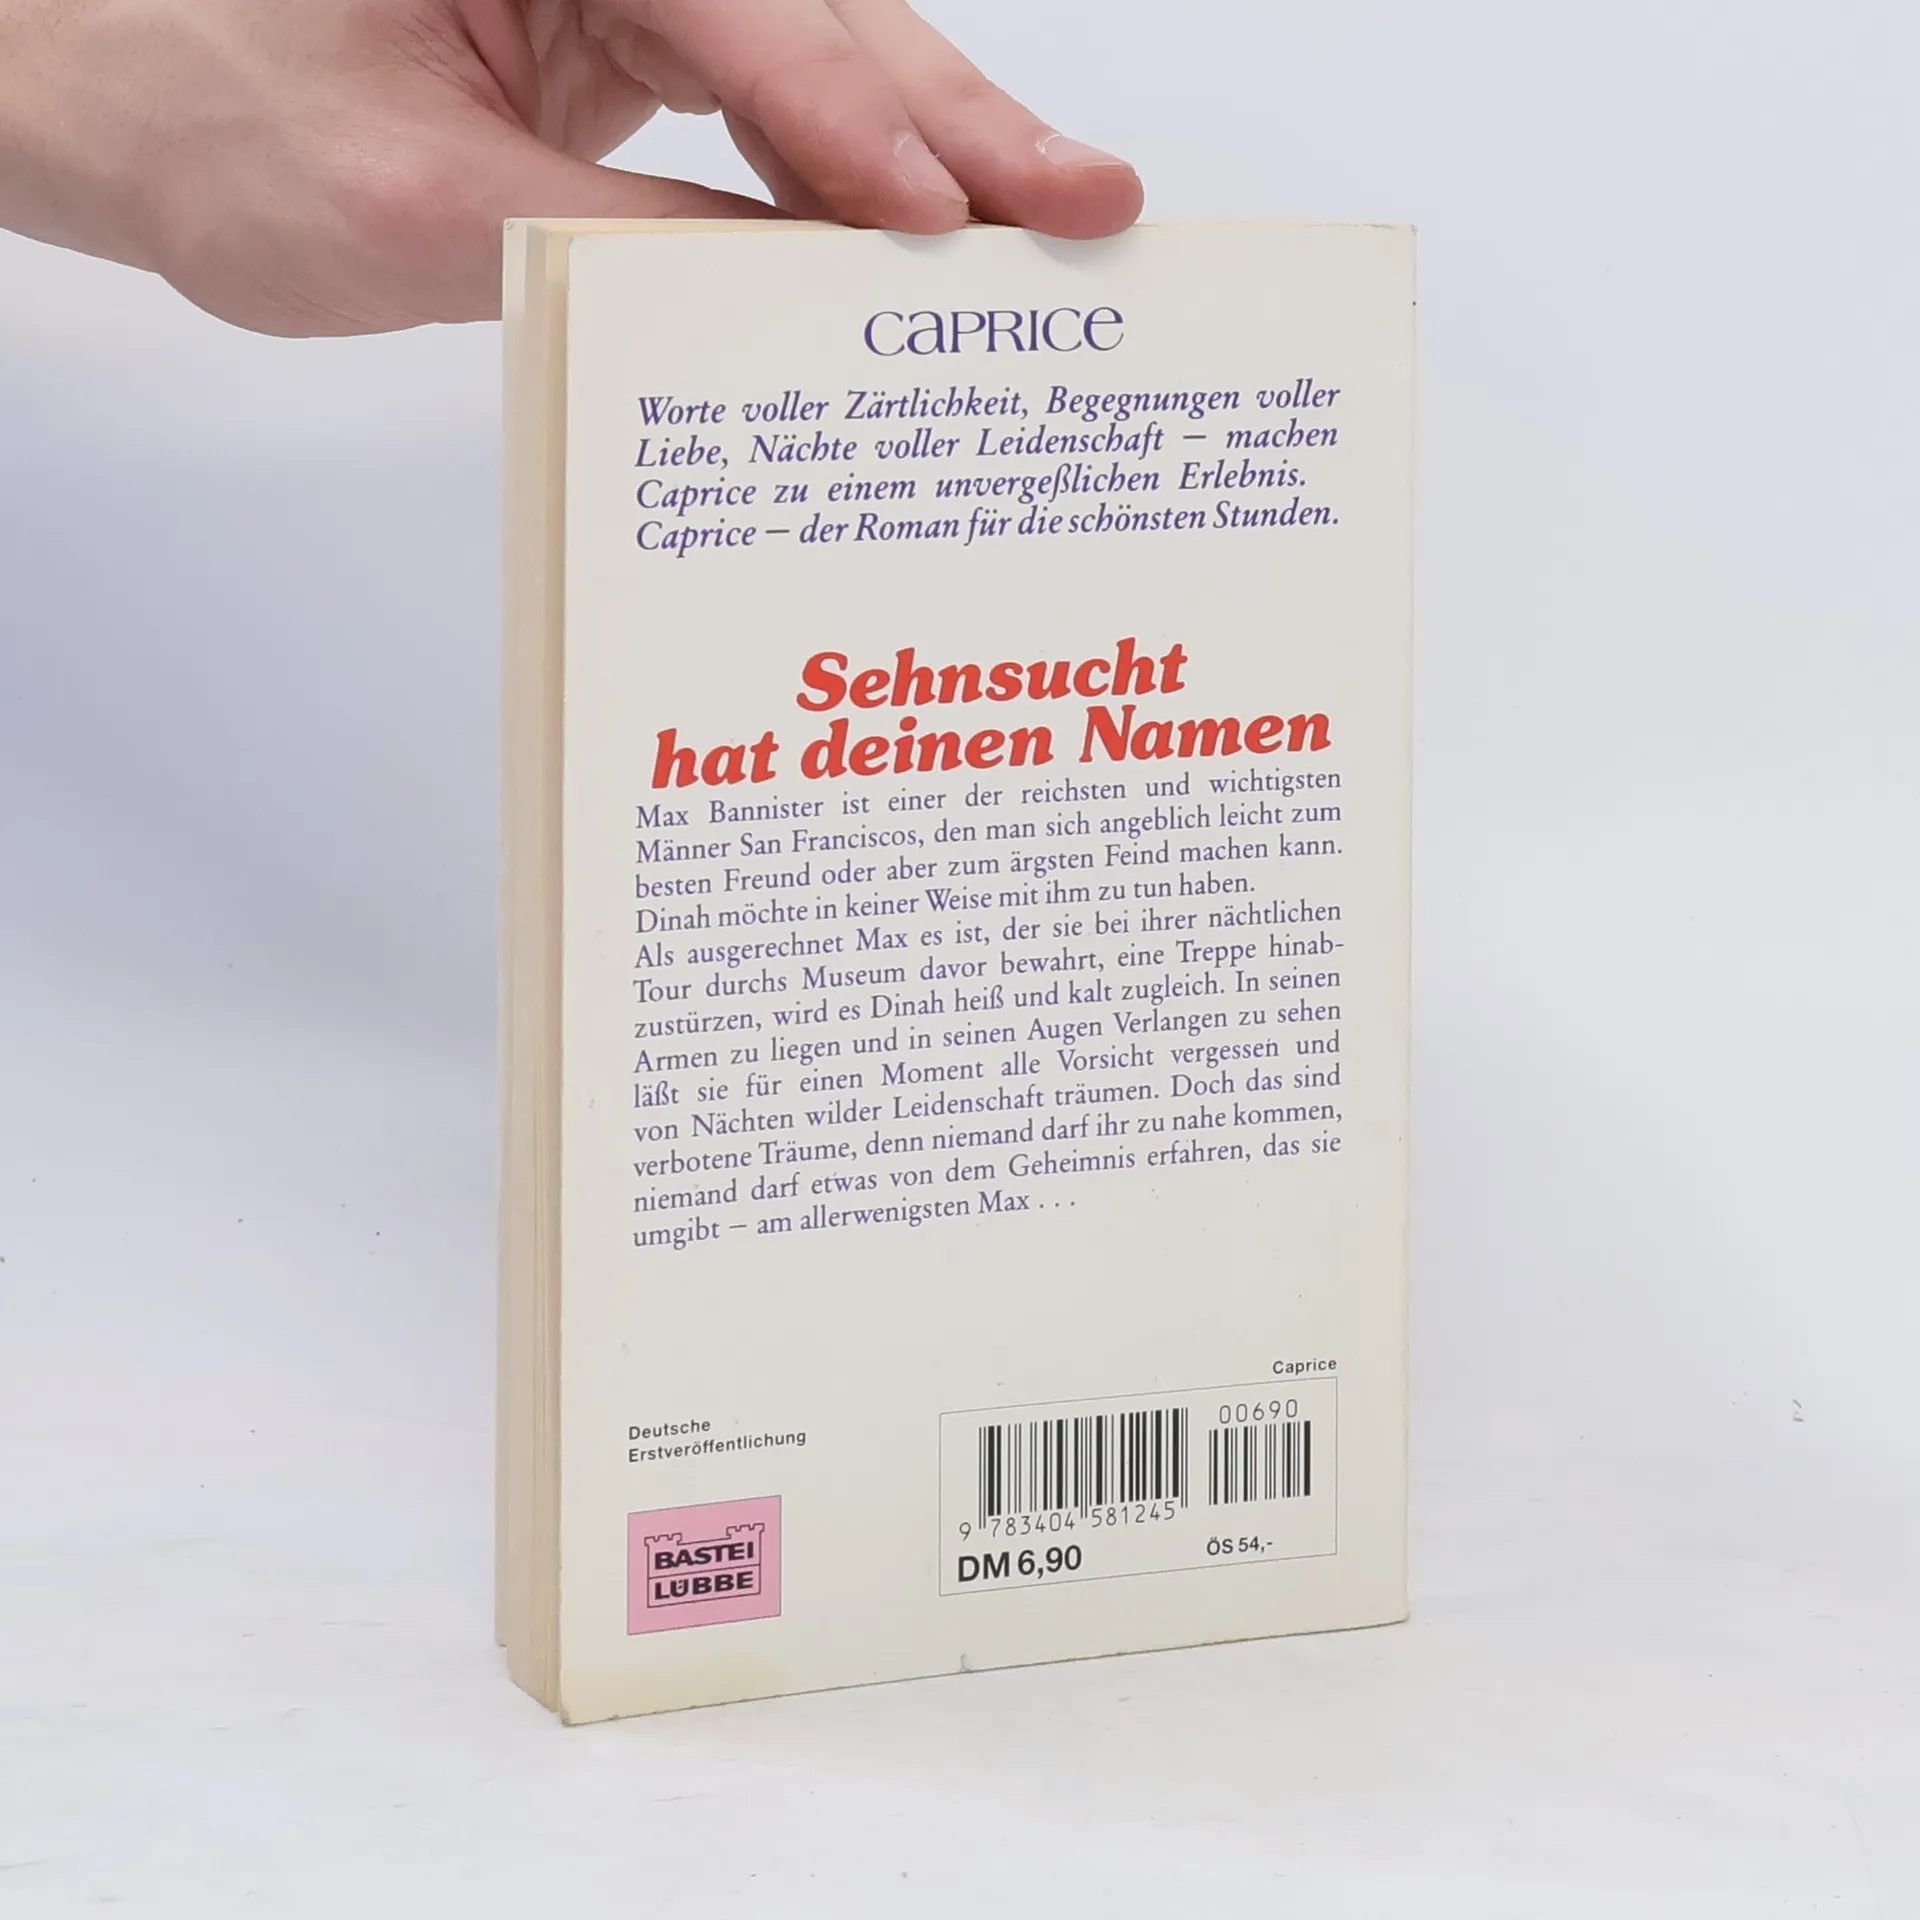 CAPRICE
Worte voller Zärtlichkeit, Begegnungen voller
Liebe, Nächte voller Leidenschaft – machen
Caprice zu einem unvergeßlichen Erlebnis.
Caprice – der Roman für die schönsten Stunden.
Sehnsucht
hat deinen Namen
Max Bannister ist einer der reichsten und wichtigsten
Männer San Franciscos, den man sich angeblich leicht zum
besten Freund oder aber zum ärgsten Feind machen kann.
Dinah möchte in keiner Weise mit ihm zu tun haben.
Als ausgerechnet Max es ist, der sie bei ihrer nächtlichen
Tour durchs Museum davor bewahrt, eine Treppe hinab-
zustürzen, wird es Dinah heiß und kalt zugleich. In seinen
Armen zu liegen und in seinen Augen Verlangen zu sehen
läßt sie für einen Moment alle Vorsicht vergessen und
von Nächten wilder Leidenschaft träumen. Doch das sind
verbotene Träume, denn niemand darf ihr zu nahe kommen,
niemand darf etwas von dem Geheimnis erfahren, das sie
umgibt – am allerwenigsten Max . . .
Caprice
Deutsche
Erstveröffentlichung
00690
9 783404 581245
DM 6,90
ÖS 54,-
BASTEI
LÜBBE